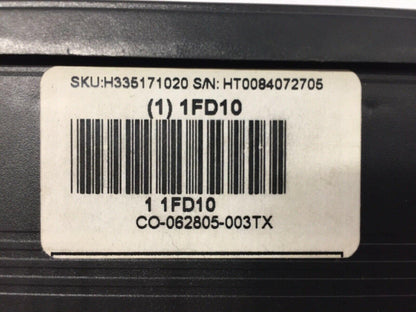 SKU:H335171020 S/N: HT0084072705
(1) 1FD10
1 1FD10
CO-062805-003TX